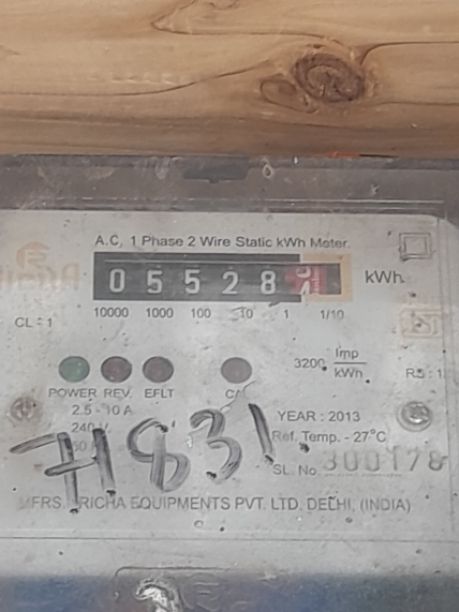 A.C, 1 Phase 2 Wire Static kWh Meter.
0 5 5 2 8 kWh
10000 1000 100 10 1 1/10
CL : 1
3200 Imp/kWh
POWER REV. EFLT CAL
2.5 - 10 A
240 V
YEAR : 2013
Ref. Temp. - 27°C
SL. No. 300178
H831
MFRS. RICHA EQUIPMENTS PVT. LTD. DELHI, (INDIA)